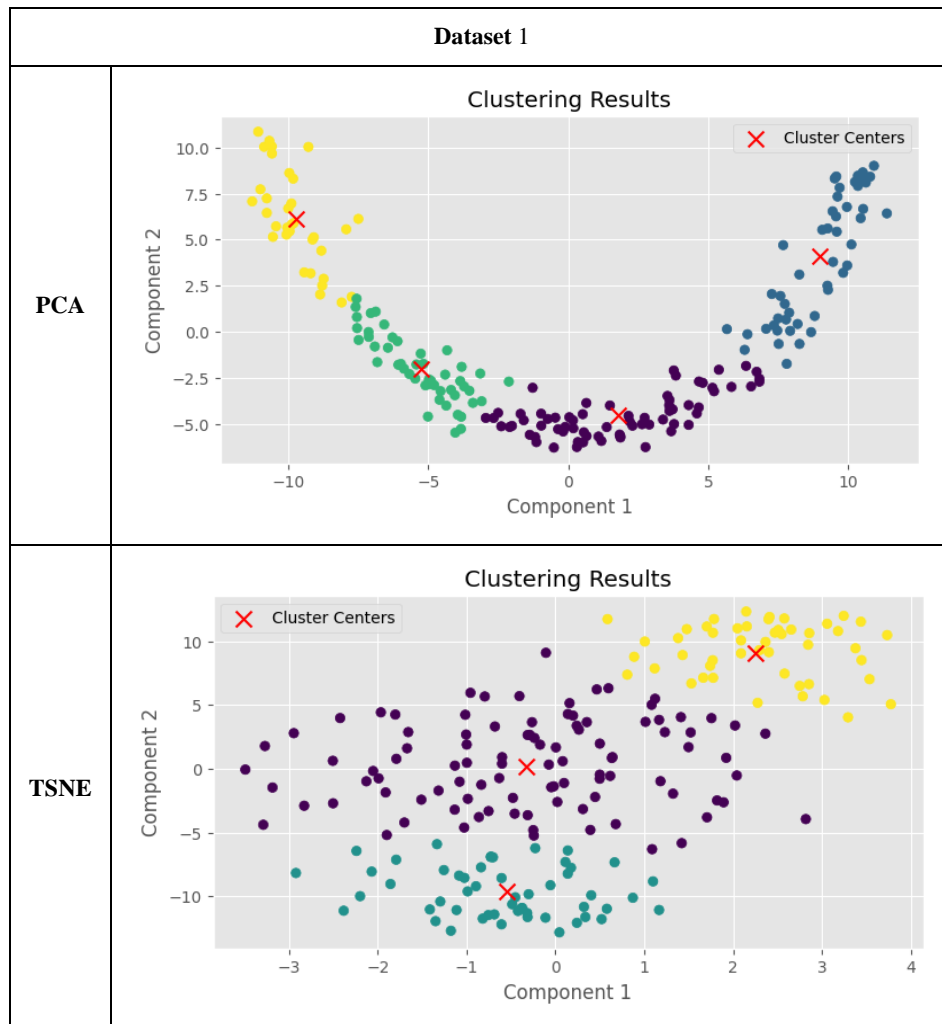 Dataset 1
PCA
Clustering Results
Cluster Centers
10.0
7.5
5.0
2.5
0.0
−2.5
−5.0
Component 2
−10
−5
0
5
10
Component 1
TSNE
Clustering Results
Cluster Centers
10
5
0
−5
−10
Component 2
−3
−2
−1
0
1
2
3
4
Component 1